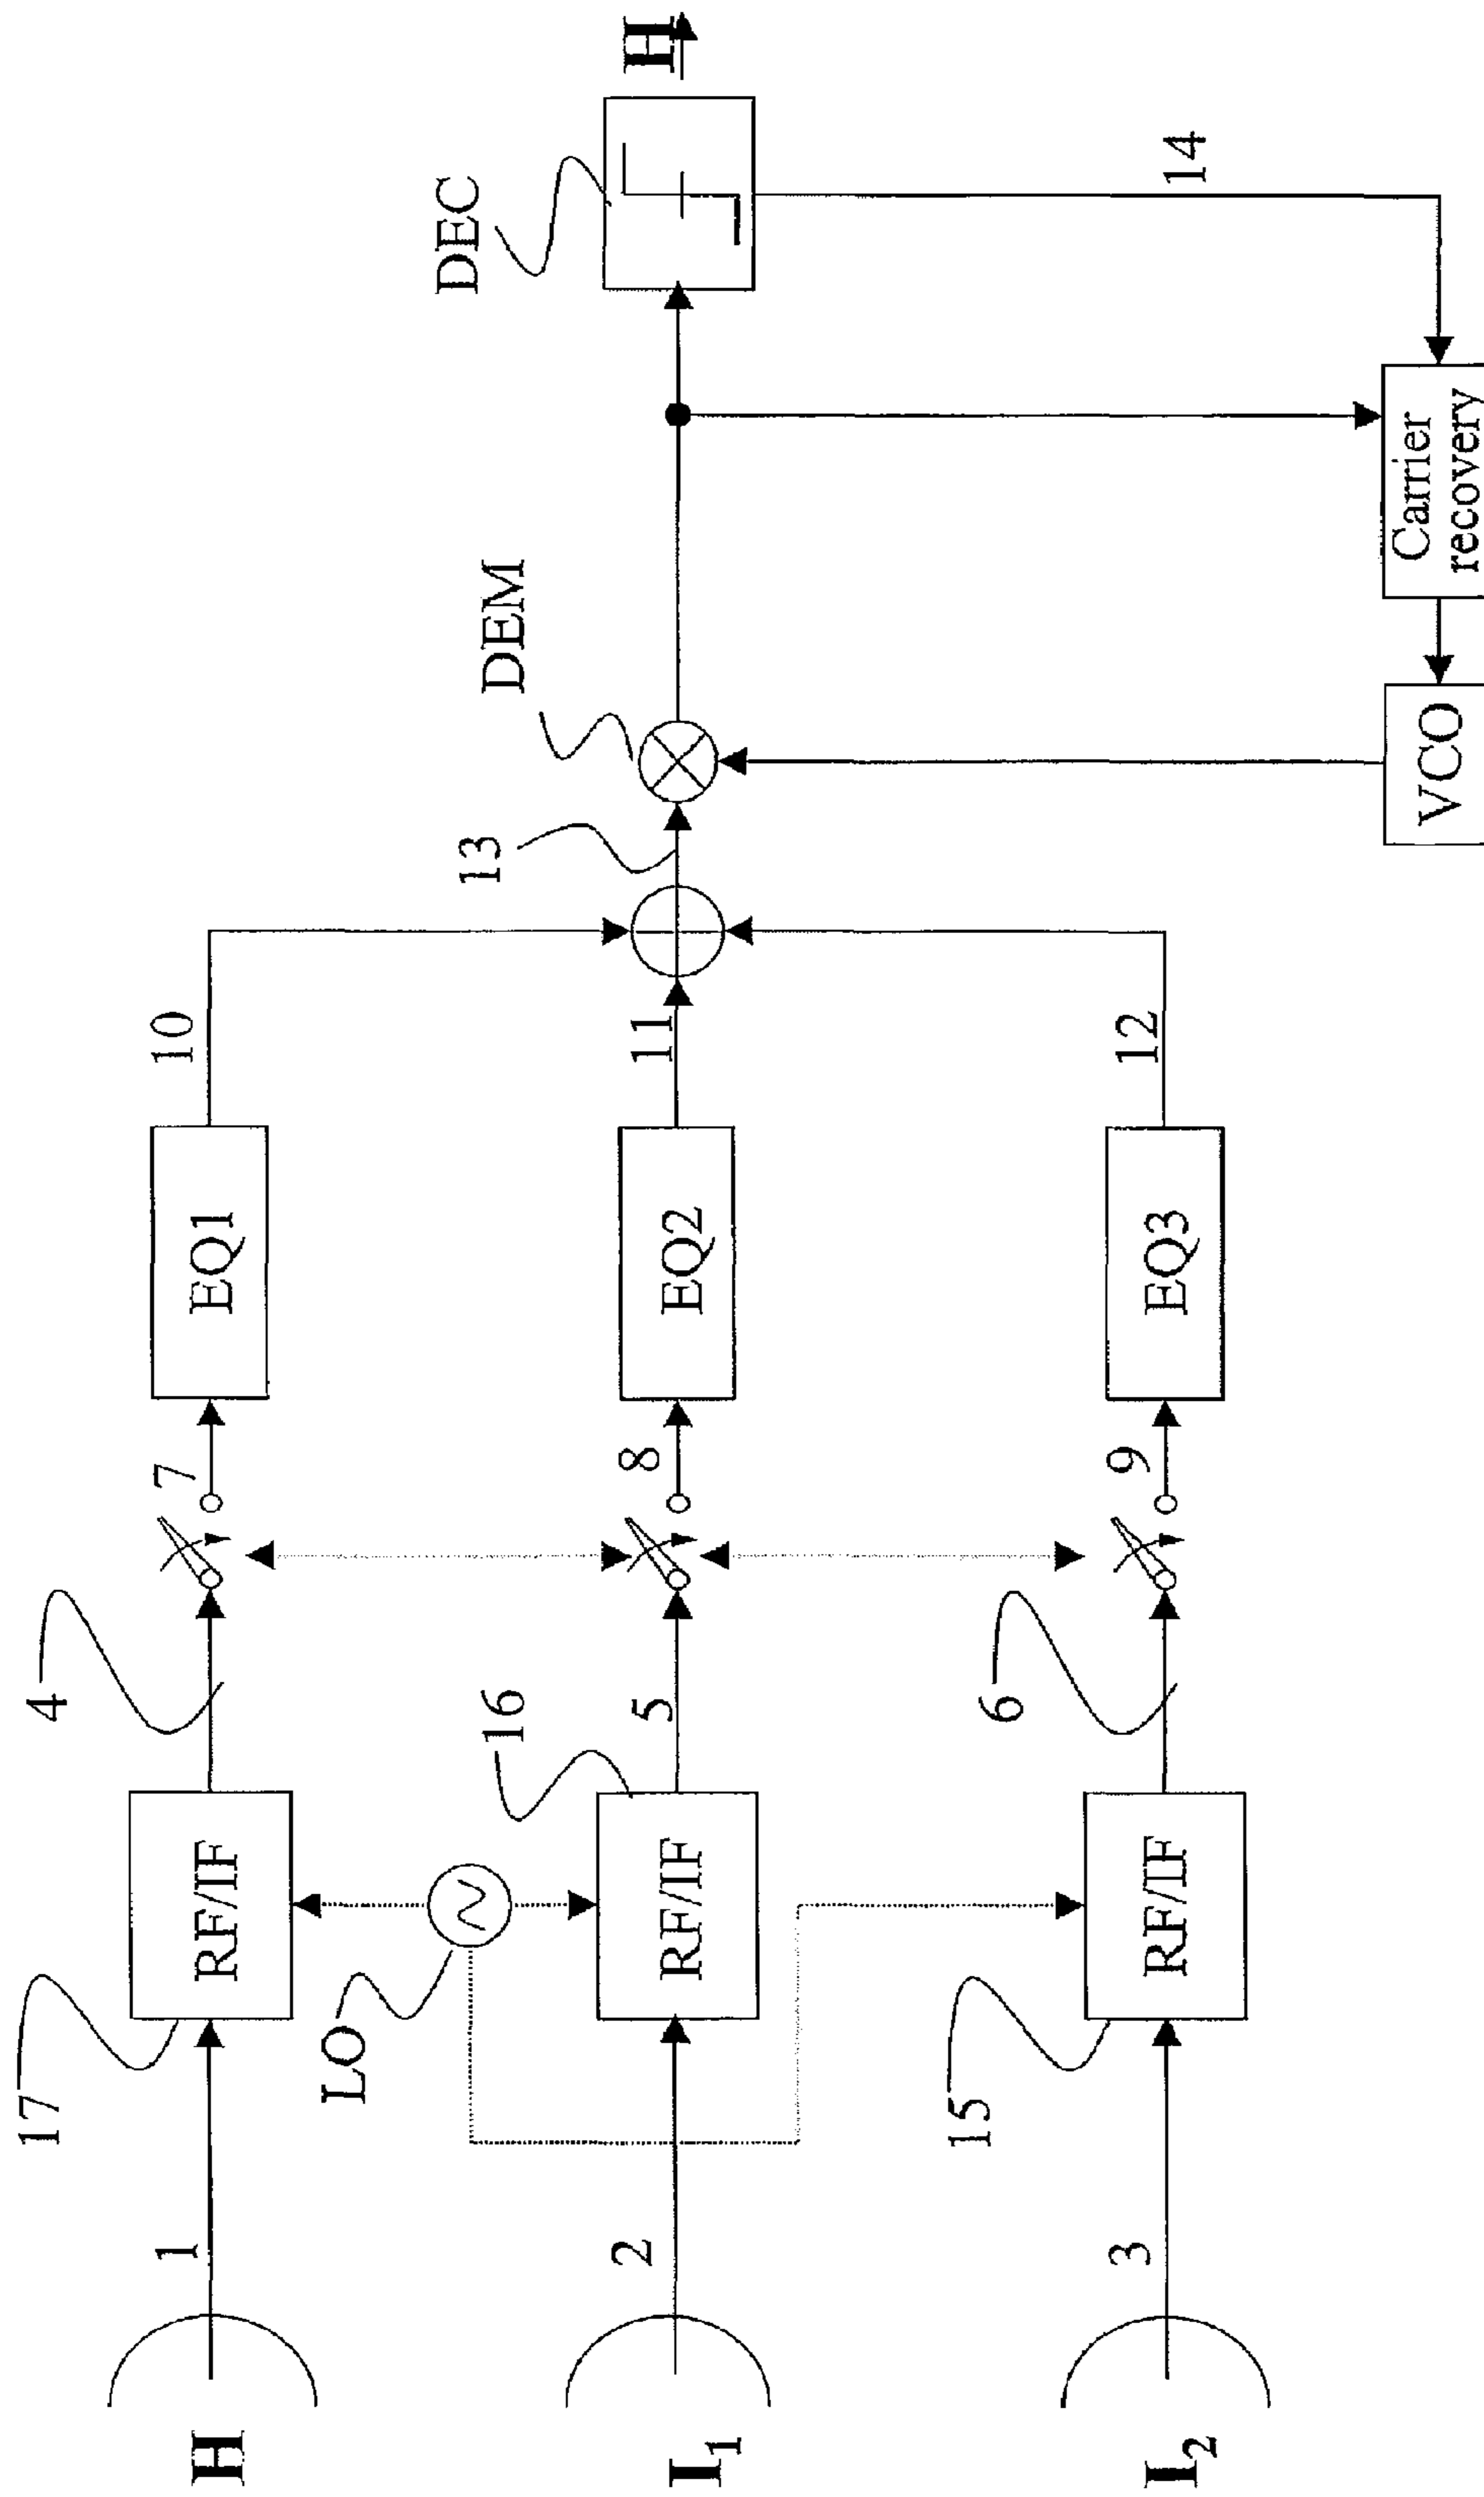 H
1
17
RF/IF
4
7
EQ1
10
LO
I1
2
16
RF/IF
5
8
EQ2
11
13
DEM
DEC
H
I2
3
15
RF/IF
6
9
EQ3
12
14
VCO
Carrier
recovery